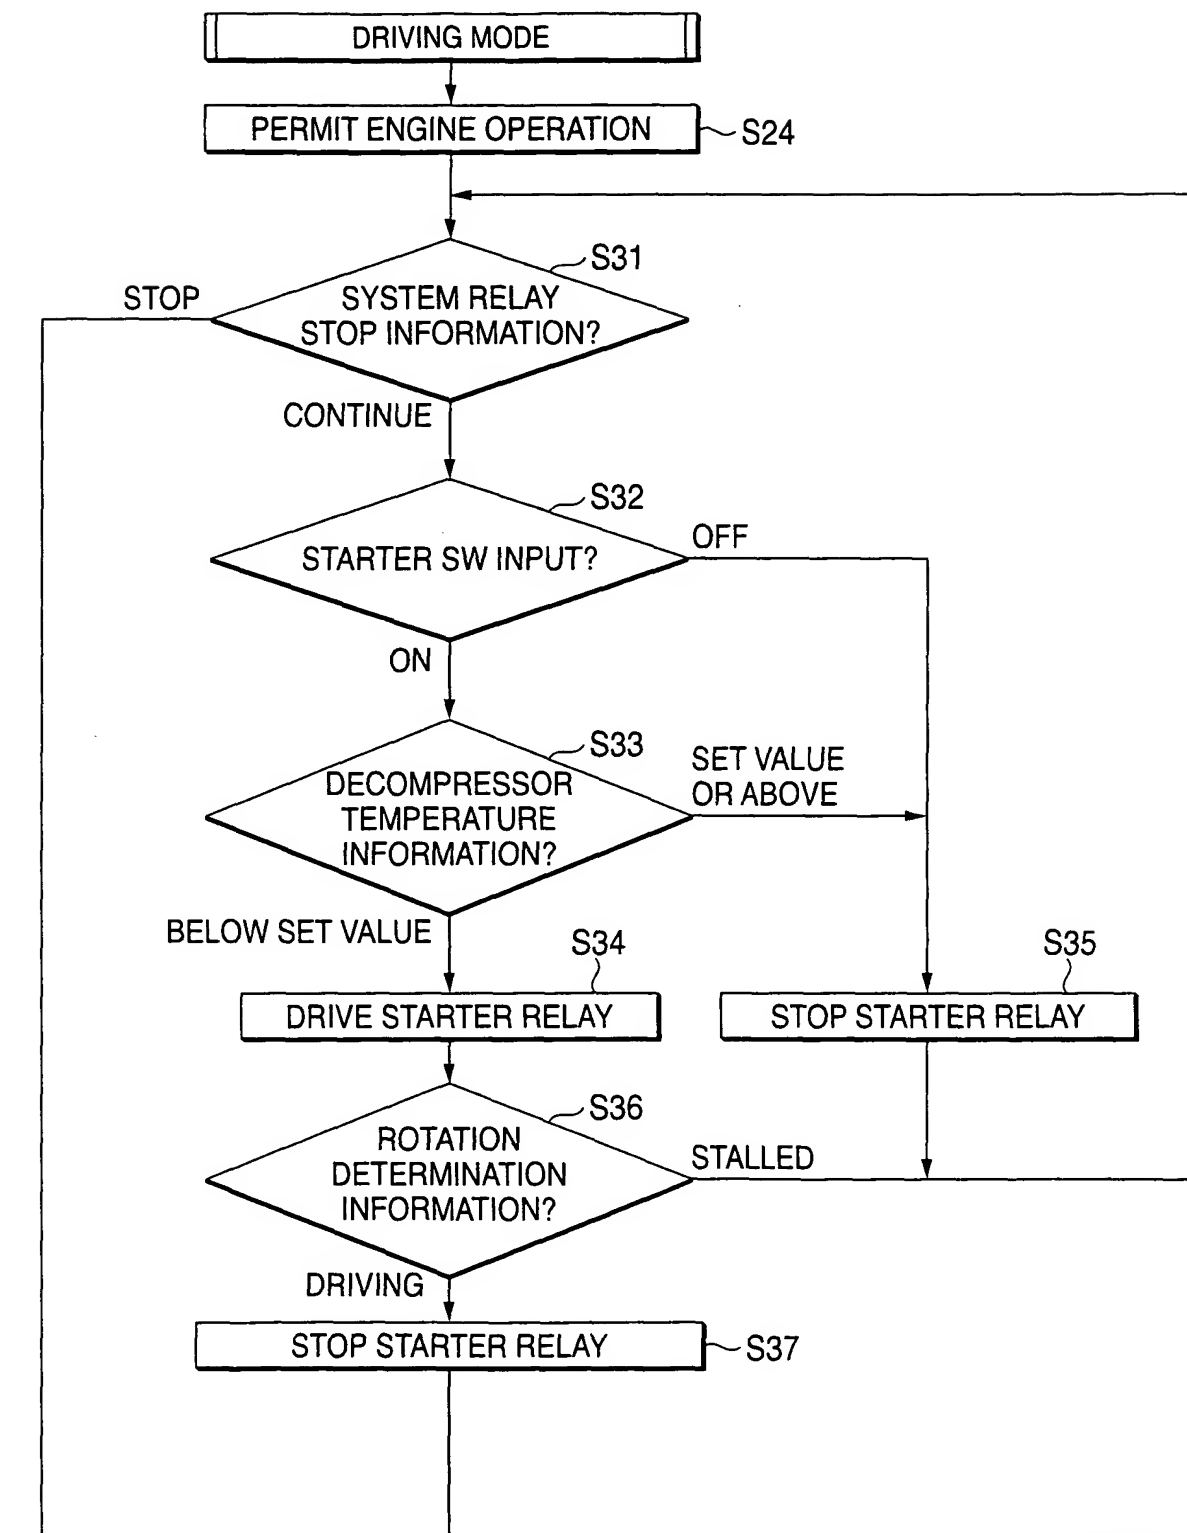 DRIVING MODE
PERMIT ENGINE OPERATION
S24
S31
STOP
SYSTEM RELAY
STOP INFORMATION?
CONTINUE
S32
OFF
STARTER SW INPUT?
ON
S33
SET VALUE
OR ABOVE
DECOMPRESSOR
TEMPERATURE
INFORMATION?
BELOW SET VALUE
S34
S35
DRIVE STARTER RELAY
STOP STARTER RELAY
S36
ROTATION
DETERMINATION
INFORMATION?
STALLED
DRIVING
STOP STARTER RELAY
S37